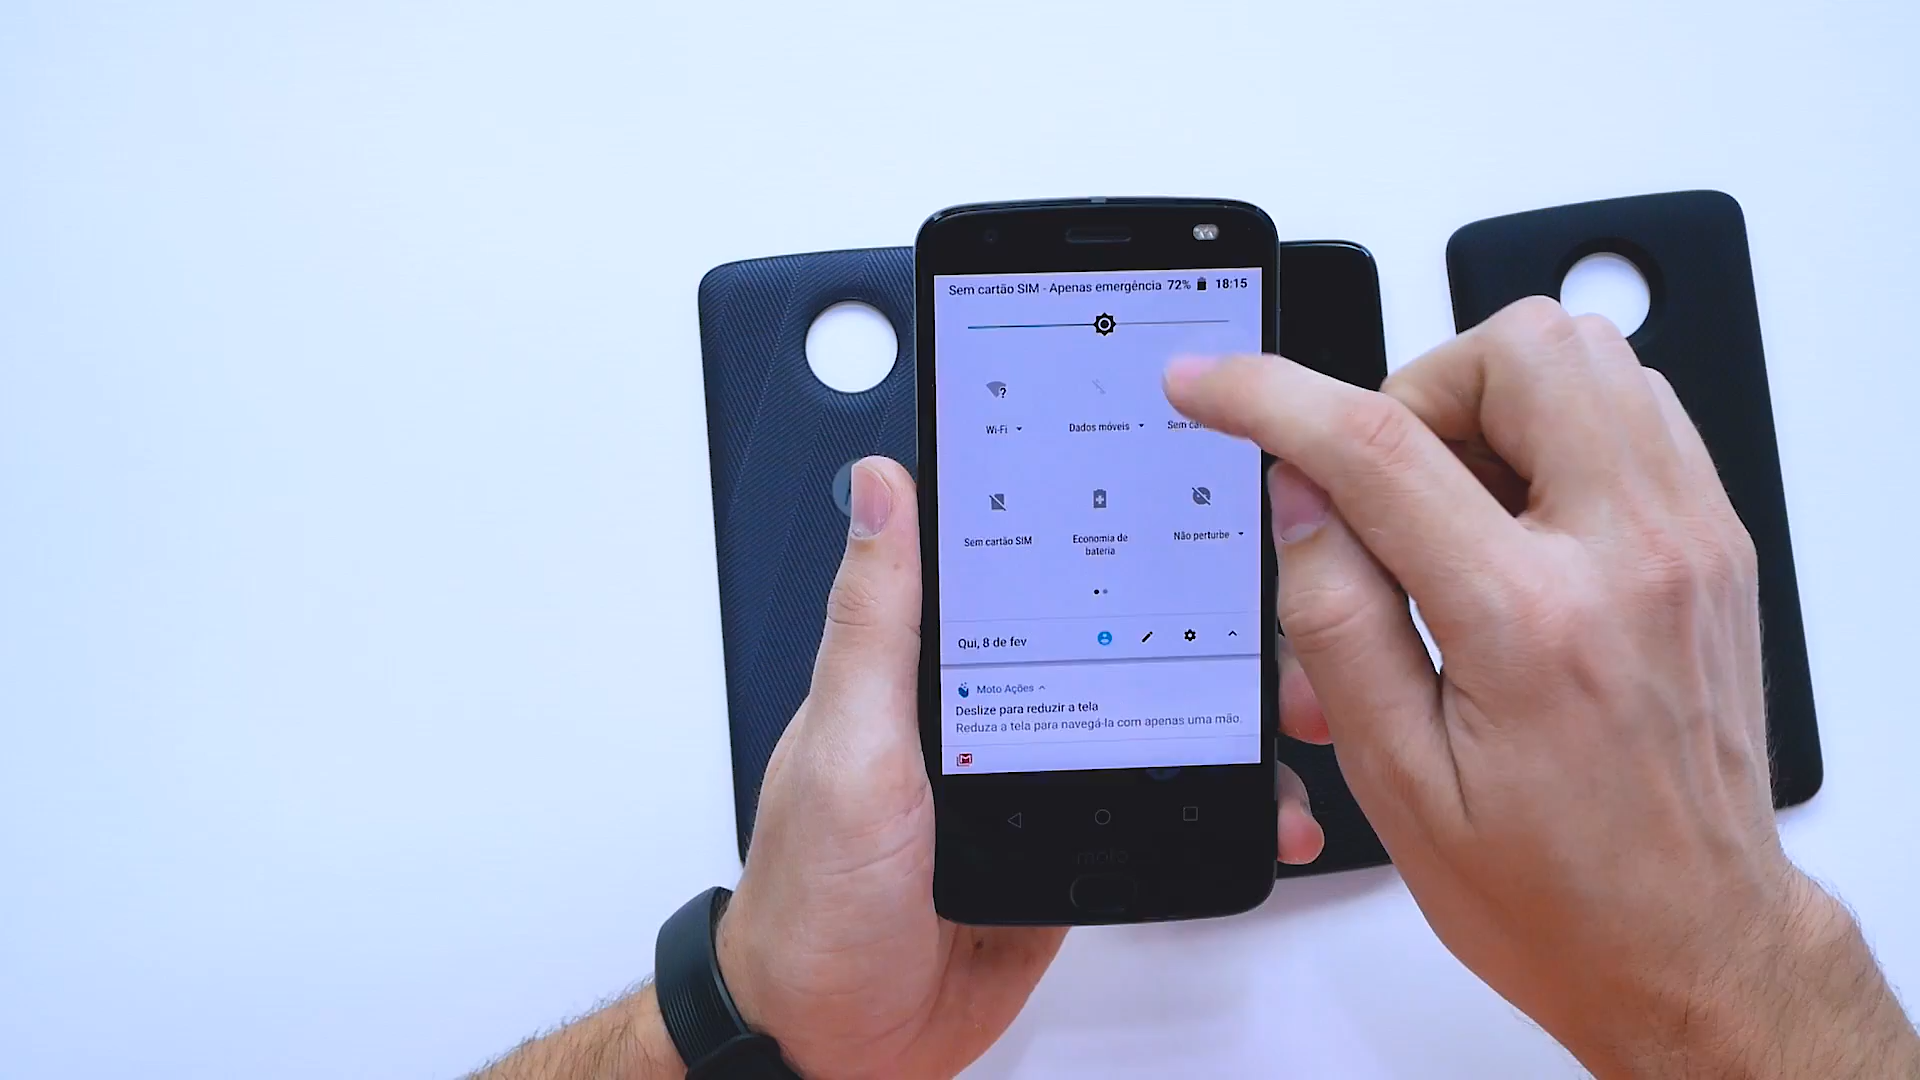 Sem cartão SIM - Apenas emergência 72% 18:15
Wi-Fi
Dados móveis
Sem
Sem cartão SIM
Economia de
bateria
Não perturbe
Qui, 8 de fev
Moto Ações
Deslize para reduzir a tela
Reduza a tela para navegá-la com apenas uma mão.
moto